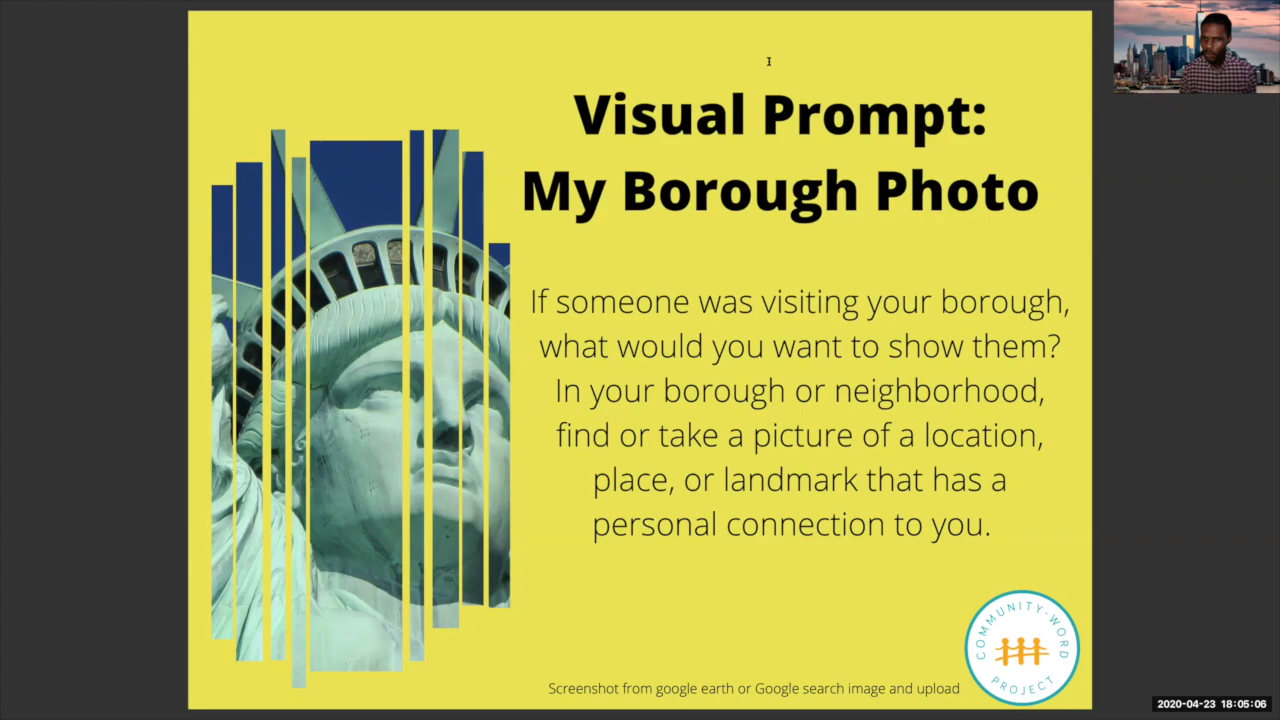 Visual Prompt:
My Borough Photo
If someone was visiting your borough,
what would you want to show them?
In your borough or neighborhood,
find or take a picture of a location,
place, or landmark that has a
personal connection to you.
COMMUNITY-WORD
PROJECT
Screenshot from google earth or Google search image and upload
2020-04-23 18:05:06